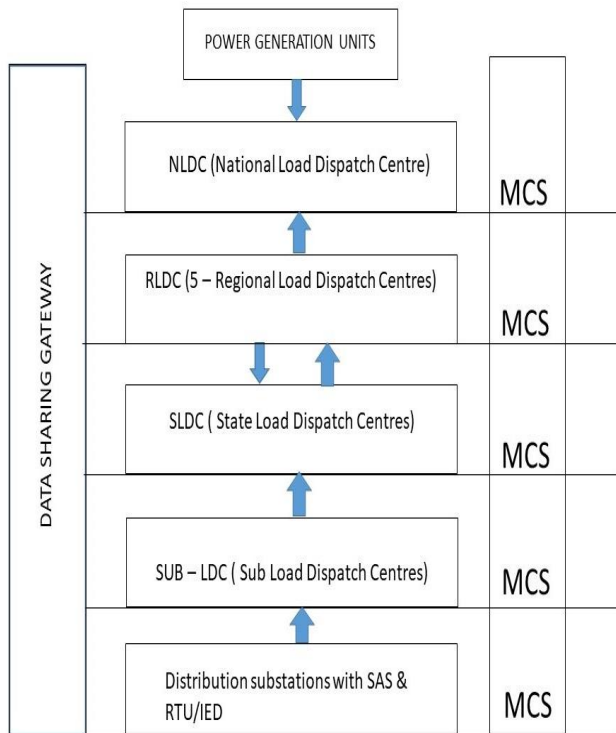 POWER GENERATION UNITS
NLDC (National Load Dispatch Centre)
MCS
RLDC (5 – Regional Load Dispatch Centres)
MCS
DATA SHARING GATEWAY
SLDC ( State Load Dispatch Centres)
MCS
SUB – LDC ( Sub Load Dispatch Centres)
MCS
Distribution substations with SAS &
RTU/IED
MCS